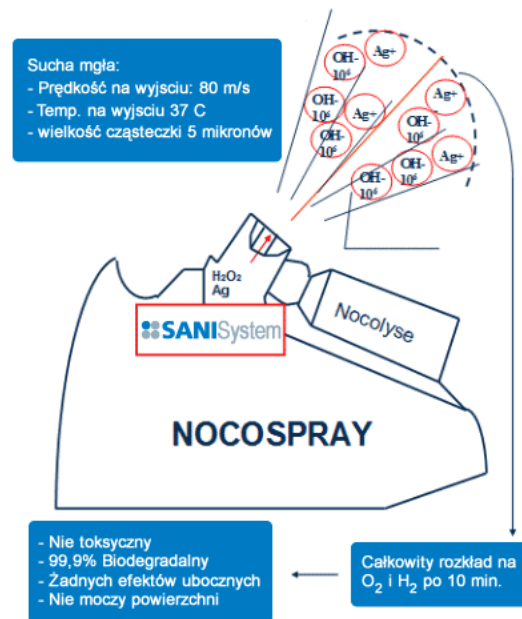 Sucha mgła:
- Prędkość na wyjsciu: 80 m/s
- Temp. na wyjsciu 37 C
- wielkość cząsteczki 5 mikronów
OH-
10⁶
Ag+
OH-
10⁶
Ag+
OH-
10⁶
Ag+
OH-
10⁶
OH-
10⁶
OH-
10⁶
Ag+
H₂O₂
Ag
SANISystem
Nocolyse
NOCOSPRAY
- Nie toksyczny
- 99,9% Biodegradalny
- Żadnych efektów ubocznych
- Nie moczy powierzchni
Całkowity rozkład na
O₂ i H₂ po 10 min.